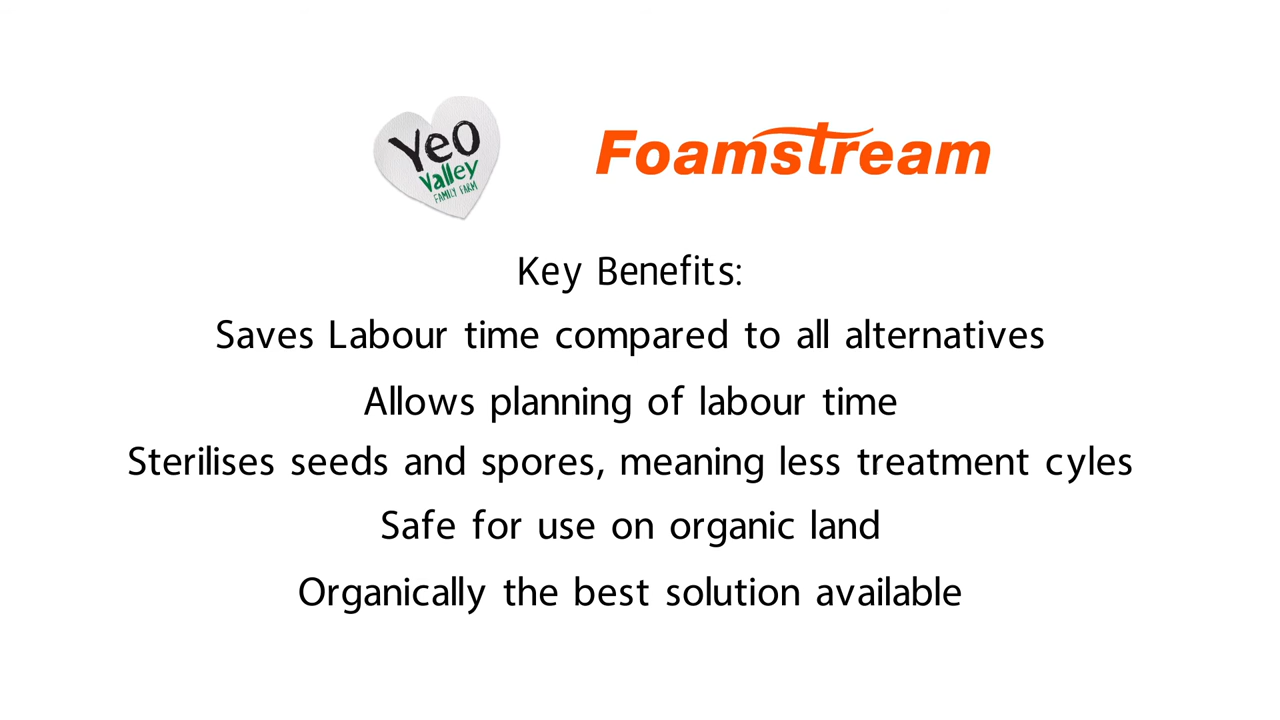 Yeo
Valley
FAMILY FARM
Foamstream
Key Benefits:
Saves Labour time compared to all alternatives
Allows planning of labour time
Sterilises seeds and spores, meaning less treatment cyles
Safe for use on organic land
Organically the best solution available